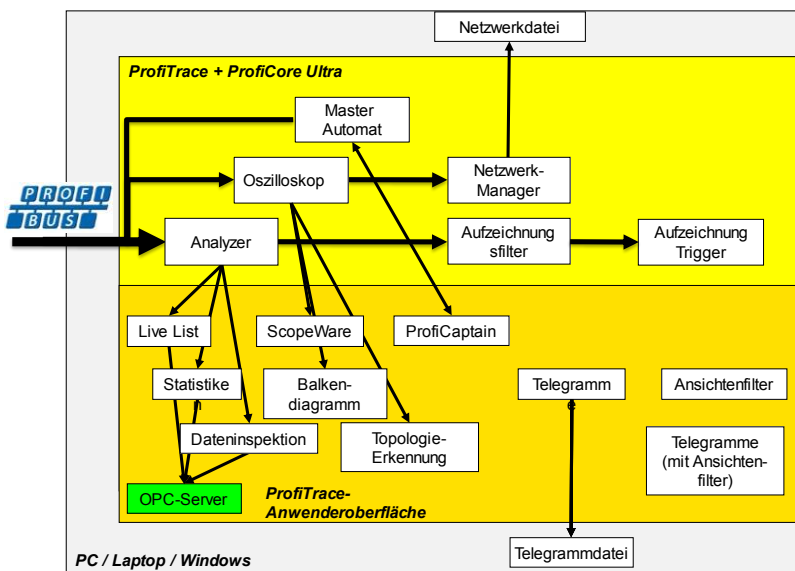 Netzwerkdatei
ProfiTrace + ProfiCore Ultra
Master
Automat
Oszilloskop
Netzwerk-
Manager
PROFI
BUS
Analyzer
Aufzeichnung
sfilter
Aufzeichnung
Trigger
Live List
ScopeWare
ProfiCaptain
Statistike
n
Balken-
diagramm
Telegramm
e
Ansichtenfilter
Dateninspektion
Topologie-
Erkennung
Telegramme
(mit Ansichten-
filter)
OPC-Server
ProfiTrace-
Anwenderoberfläche
PC / Laptop / Windows
Telegrammdatei